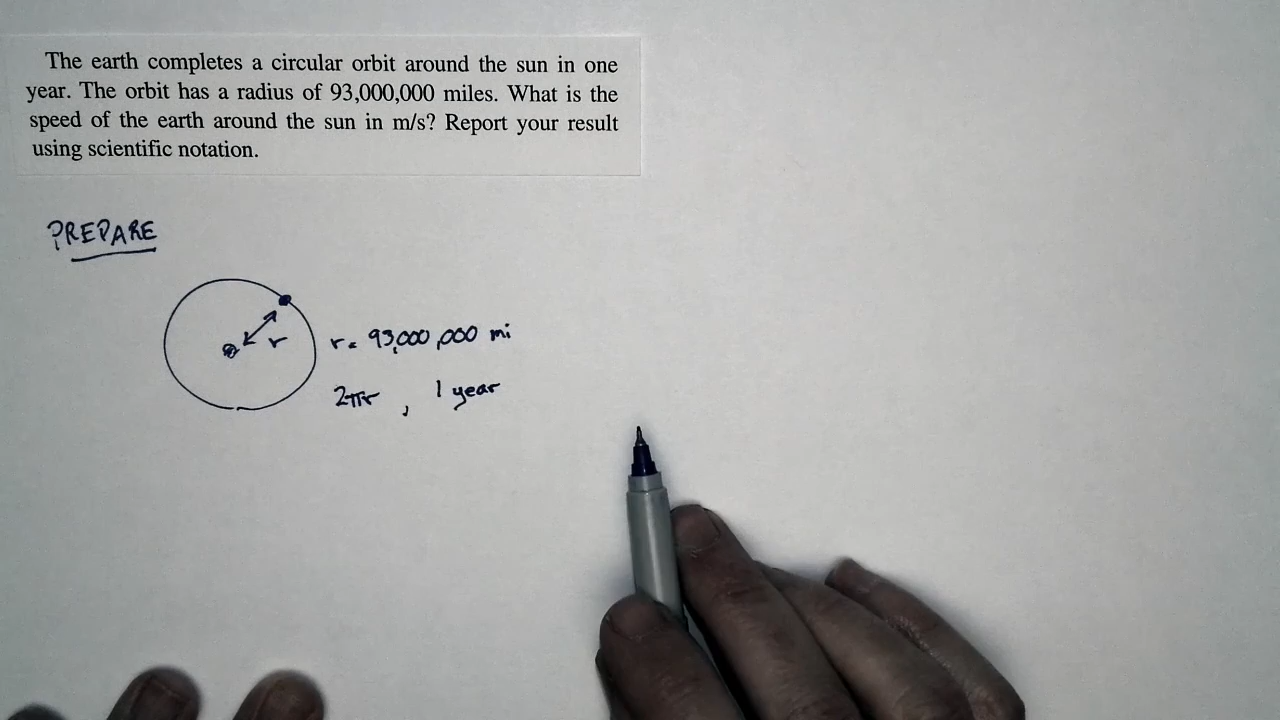 The earth completes a circular orbit around the sun in one
year. The orbit has a radius of 93,000,000 miles. What is the
speed of the earth around the sun in m/s? Report your result
using scientific notation.
PREPARE
r r = 93,000,000 mi
2πr , 1 year